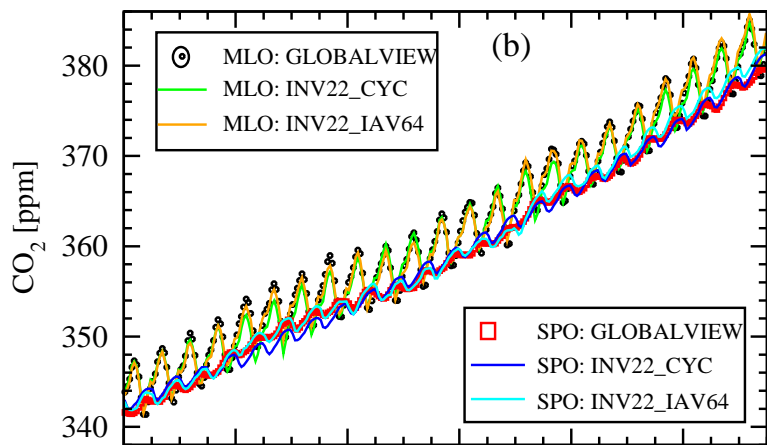 (b)
MLO: GLOBALVIEW
MLO: INV22_CYC
MLO: INV22_IAV64
380
370
360
350
340
CO2 [ppm]
SPO: GLOBALVIEW
SPO: INV22_CYC
SPO: INV22_IAV64